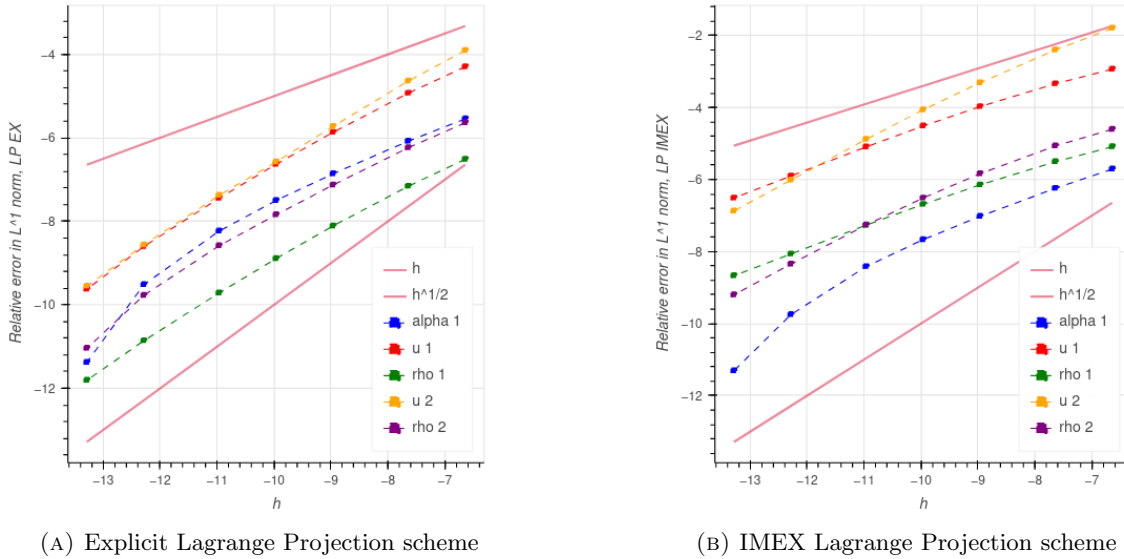 −4
−6
−8
−10
−12
Relative error in L^1 norm, LP EX
−13
−12
−11
−10
−9
−8
−7
h
h
h^1/2
alpha 1
u 1
rho 1
u 2
rho 2
(A) Explicit Lagrange Projection scheme
−2
−4
−6
−8
−10
−12
Relative error in L^1 norm, LP IMEX
−13
−12
−11
−10
−9
−8
−7
h
h
h^1/2
alpha 1
u 1
rho 1
u 2
rho 2
(B) IMEX Lagrange Projection scheme